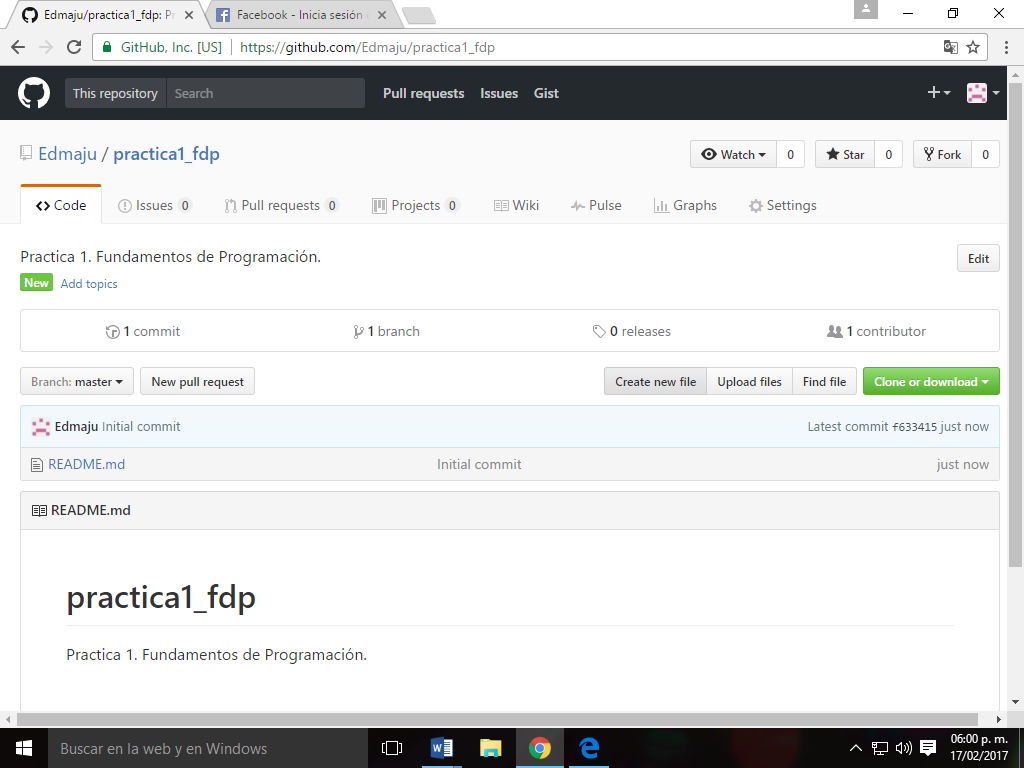 Edmaju/practica1_fdp: Pr
Facebook - Inicia sesión
GitHub, Inc. [US] https://github.com/Edmaju/practica1_fdp
This repository Search Pull requests Issues Gist
Edmaju / practica1_fdp Watch 0 Star 0 Fork 0
Code Issues 0 Pull requests 0 Projects 0 Wiki Pulse Graphs Settings
Practica 1. Fundamentos de Programación. Edit
New Add topics
1 commit 1 branch 0 releases 1 contributor
Branch: master New pull request Create new file Upload files Find file Clone or download
Edmaju Initial commit Latest commit f633415 just now
README.md Initial commit just now
README.md
practica1_fdp
Practica 1. Fundamentos de Programación.
Buscar en la web y en Windows
06:00 p. m.
17/02/2017